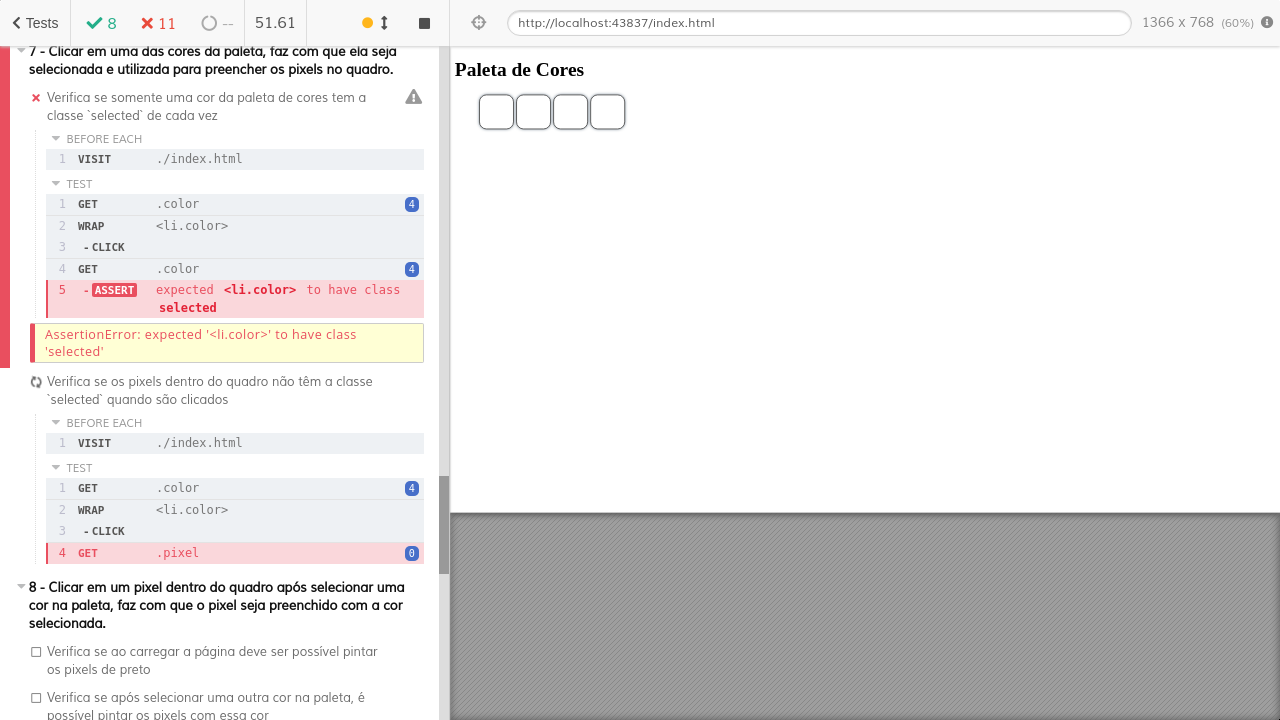 Tests 8 11 -- 51.61 http://localhost:43837/index.html 1366 x 768 (60%)
7 - Clicar em uma das cores da paleta, faz com que ela seja
selecionada e utilizada para preencher os pixels no quadro.
Verifica se somente uma cor da paleta de cores tem a
classe `selected` de cada vez
BEFORE EACH
1 VISIT ./index.html
TEST
1 GET .color 4
2 WRAP <li.color>
3 - CLICK
4 GET .color 4
5 - ASSERT expected <li.color> to have class
selected
AssertionError: expected '<li.color>' to have class
'selected'
Verifica se os pixels dentro do quadro não têm a classe
`selected` quando são clicados
BEFORE EACH
1 VISIT ./index.html
TEST
1 GET .color 4
2 WRAP <li.color>
3 - CLICK
4 GET .pixel 0
8 - Clicar em um pixel dentro do quadro após selecionar uma
cor na paleta, faz com que o pixel seja preenchido com a cor
selecionada.
Verifica se ao carregar a página deve ser possível pintar
os pixels de preto
Verifica se após selecionar uma outra cor na paleta, é
possível pintar os pixels com essa cor
Paleta de Cores